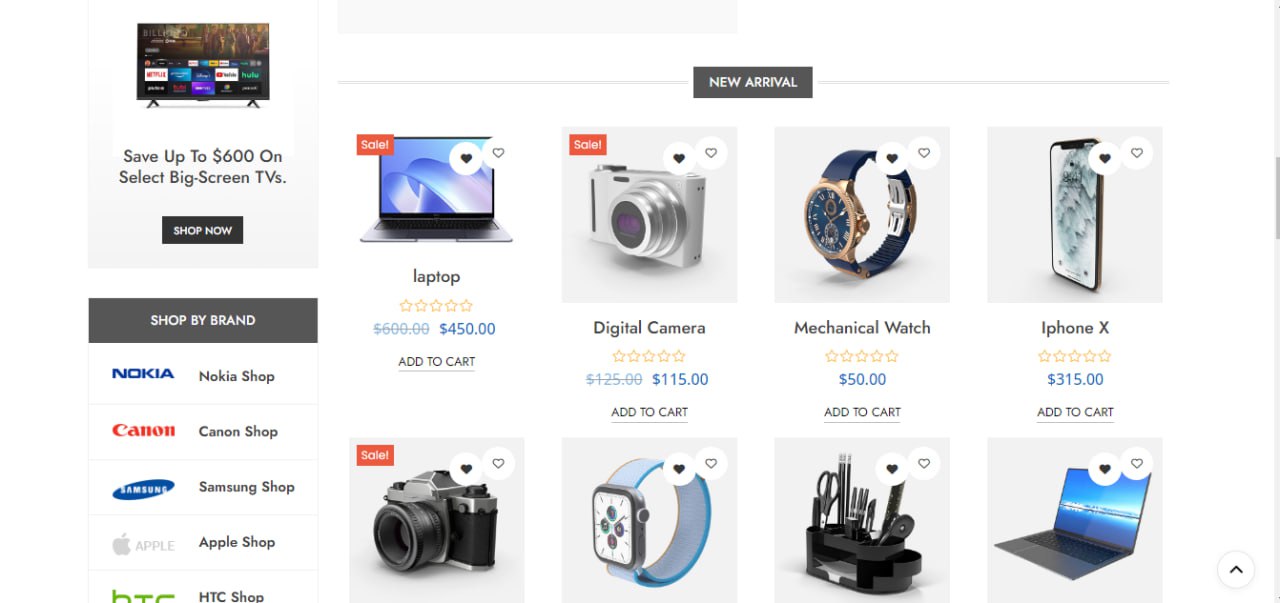 BILLIONS
NETFLIX
YouTube
hulu
tubi
Save Up To $600 On
Select Big-Screen TVs.
SHOP NOW
SHOP BY BRAND
NOKIA Nokia Shop
Canon Canon Shop
SAMSUNG Samsung Shop
APPLE Apple Shop
hTC HTC Shop
NEW ARRIVAL
Sale!
laptop
$600.00 $450.00
ADD TO CART
Sale!
Digital Camera
$125.00 $115.00
ADD TO CART
Mechanical Watch
$50.00
ADD TO CART
Iphone X
$315.00
ADD TO CART
Sale!